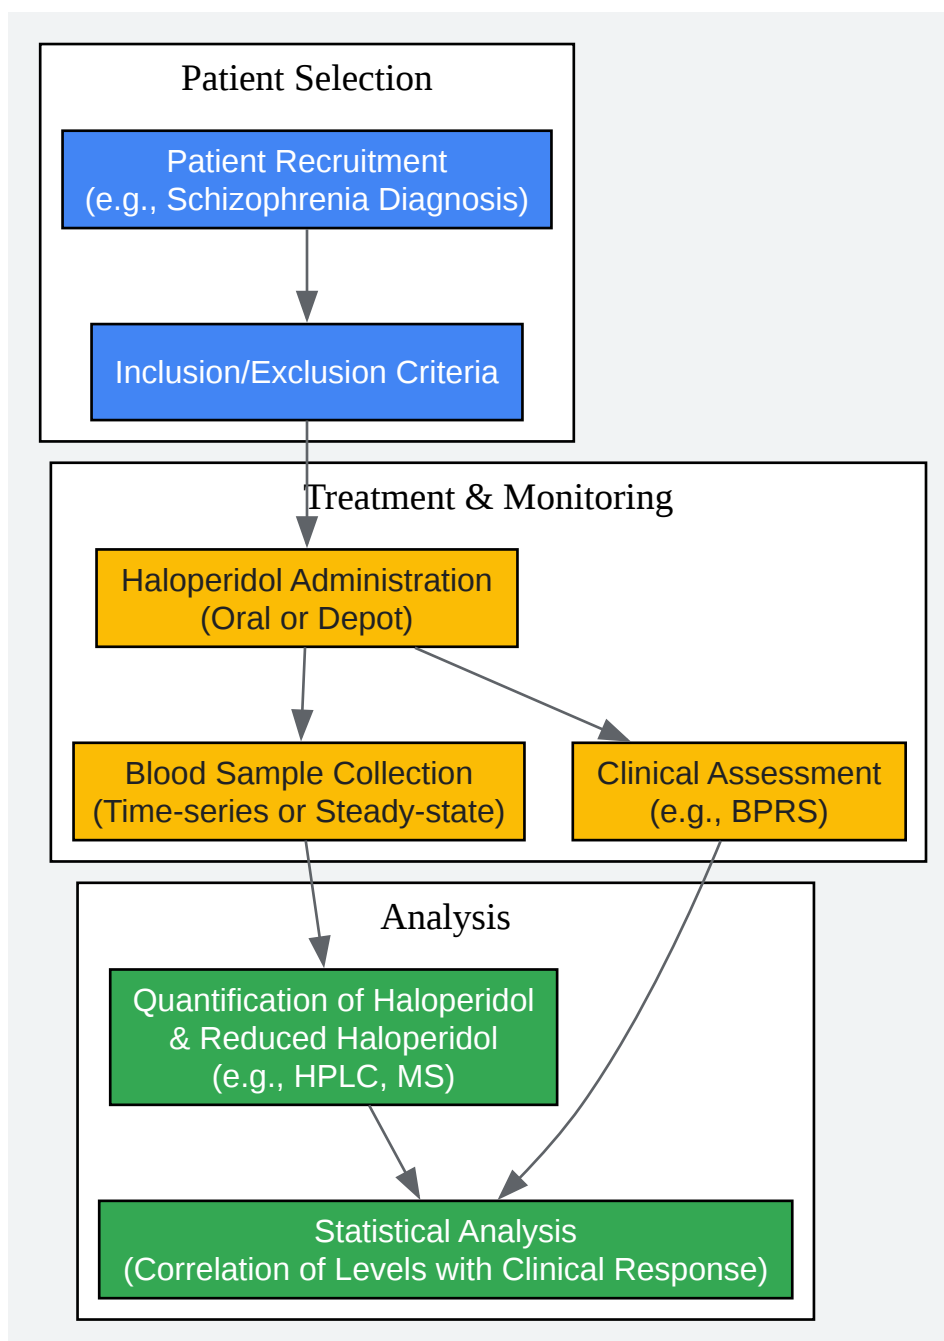 Patient Selection
Patient Recruitment
(e.g., Schizophrenia Diagnosis)
Inclusion/Exclusion Criteria
Treatment & Monitoring
Haloperidol Administration
(Oral or Depot)
Blood Sample Collection
(Time-series or Steady-state)
Clinical Assessment
(e.g., BPRS)
Analysis
Quantification of Haloperidol
& Reduced Haloperidol
(e.g., HPLC, MS)
Statistical Analysis
(Correlation of Levels with Clinical Response)